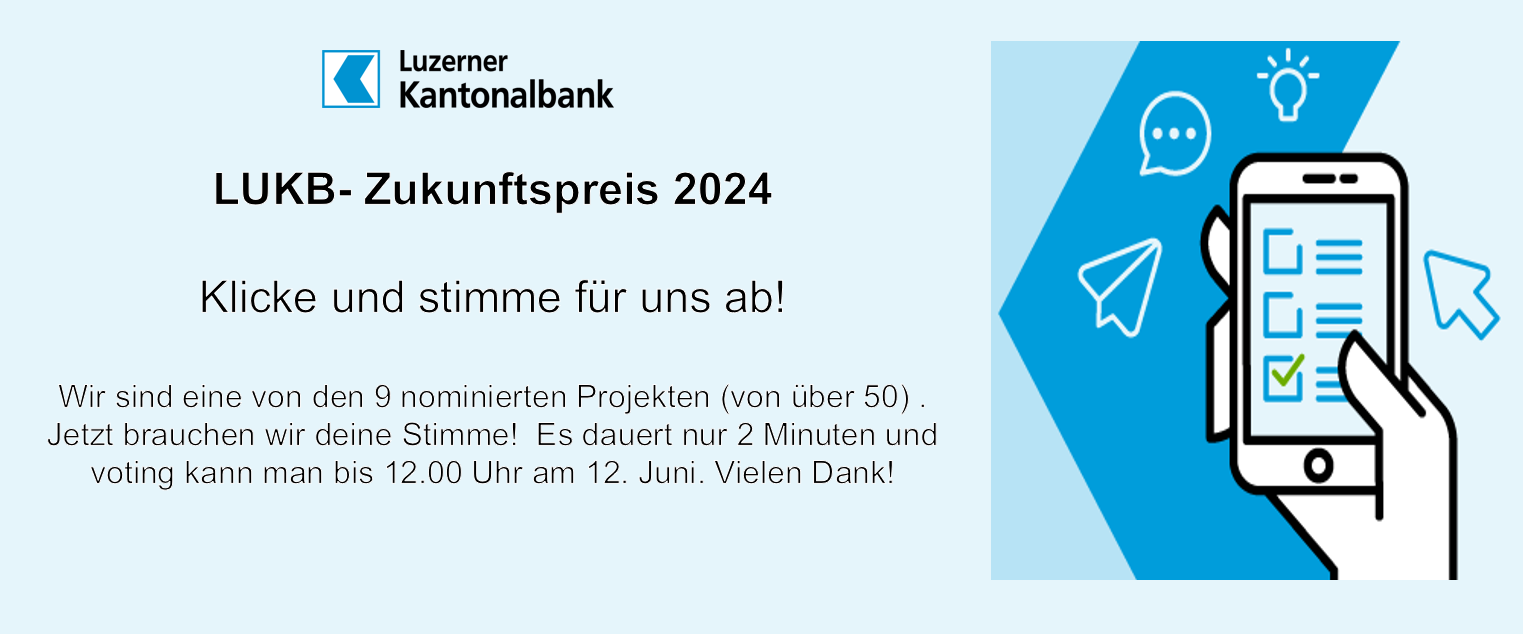 Luzerner
Kantonalbank
LUKB- Zukunftspreis 2024
Klicke und stimme für uns ab!
Wir sind eine von den 9 nominierten Projekten (von über 50) .
Jetzt brauchen wir deine Stimme!  Es dauert nur 2 Minuten und
voting kann man bis 12.00 Uhr am 12. Juni. Vielen Dank!